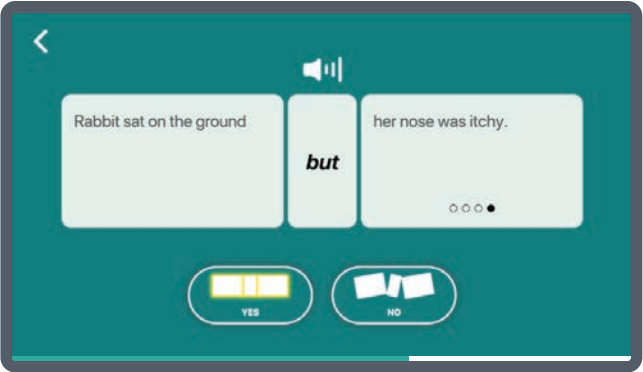 Rabbit sat on the ground
but
her nose was itchy.
YES
NO